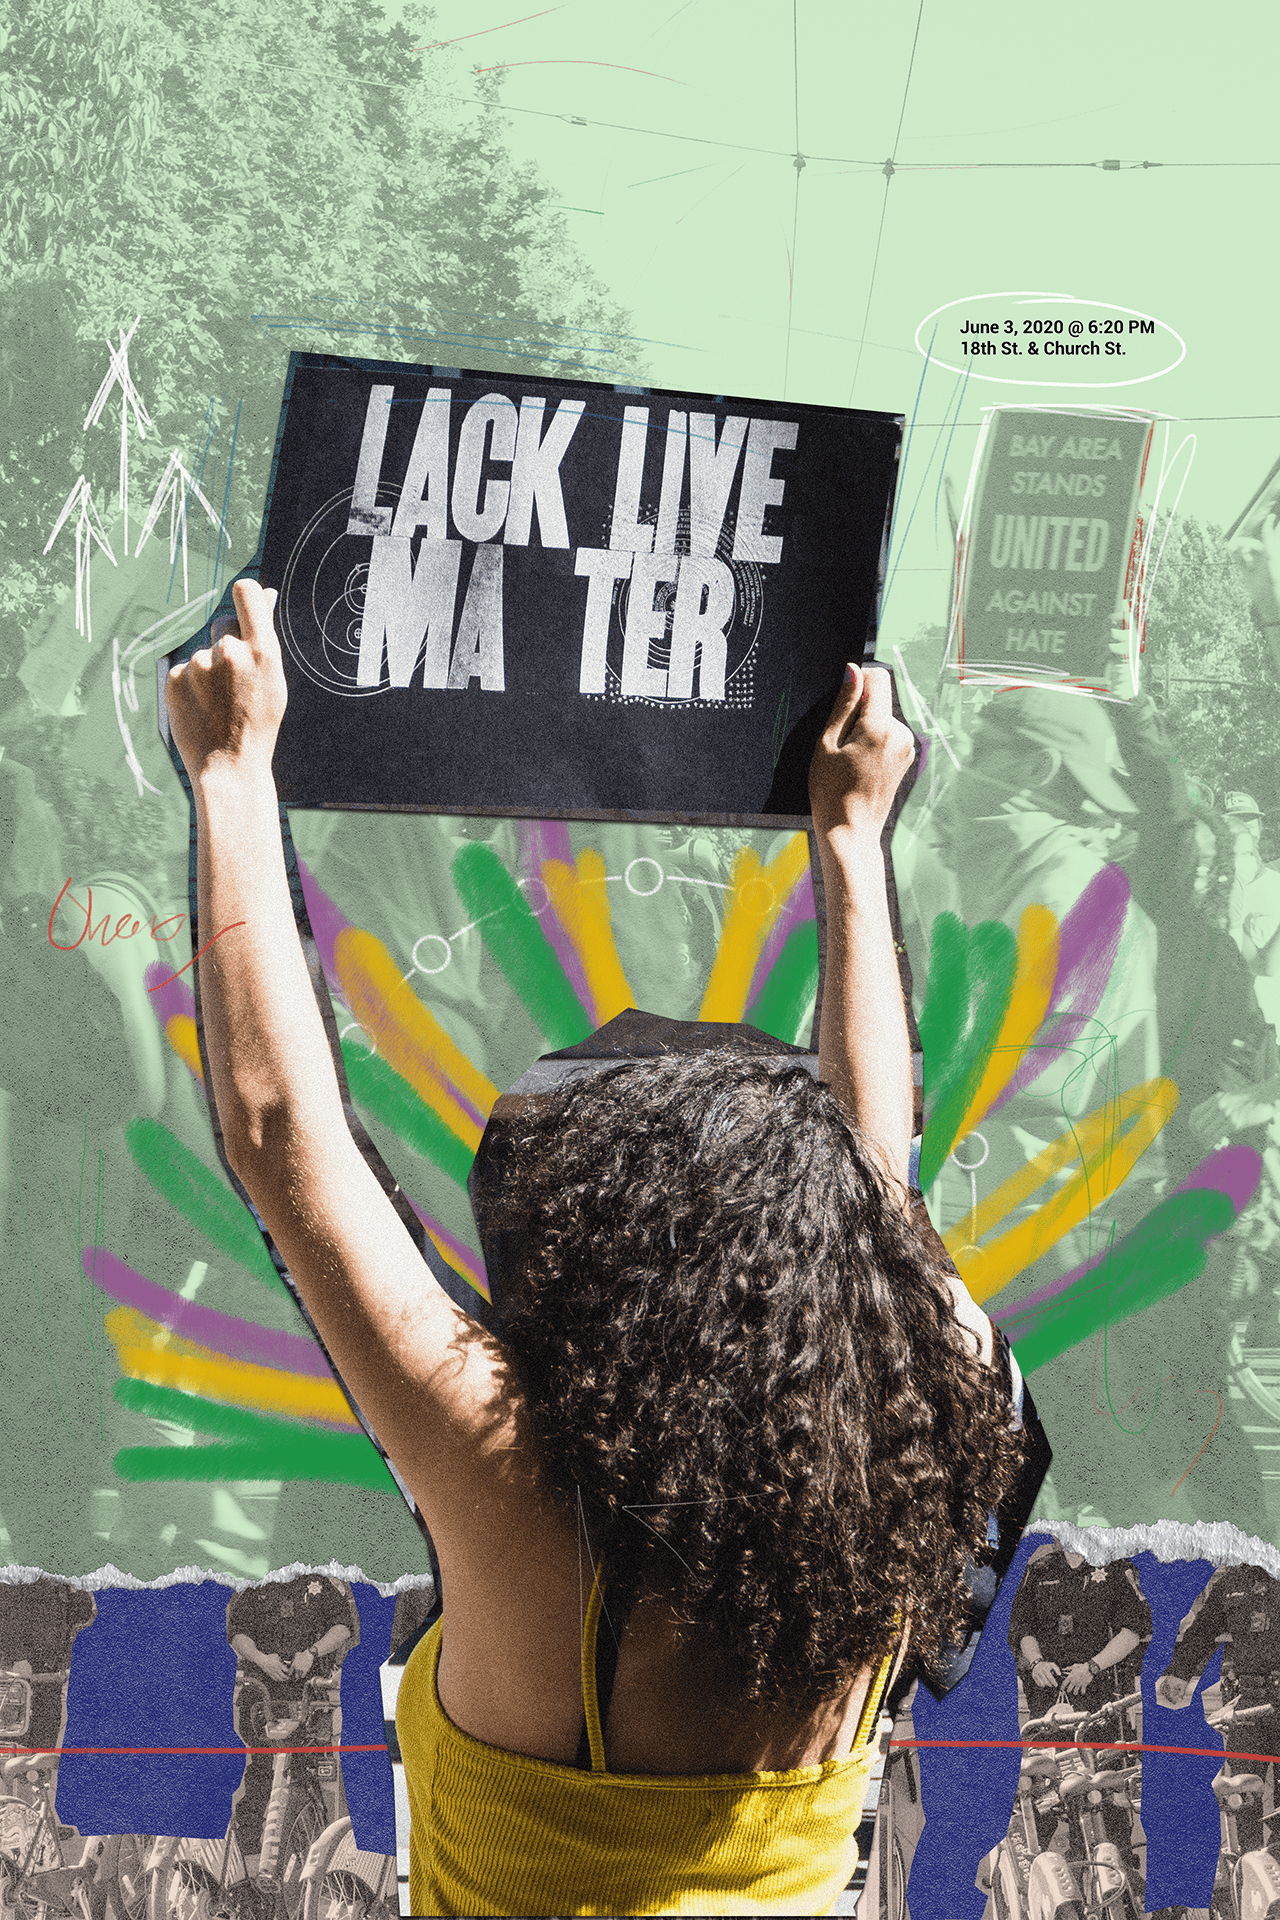 June 3, 2020 @ 6:20 PM
18th St. & Church St.
LACK LIVE
MA TER
BAY AREA
STANDS
UNITED
AGAINST
HATE